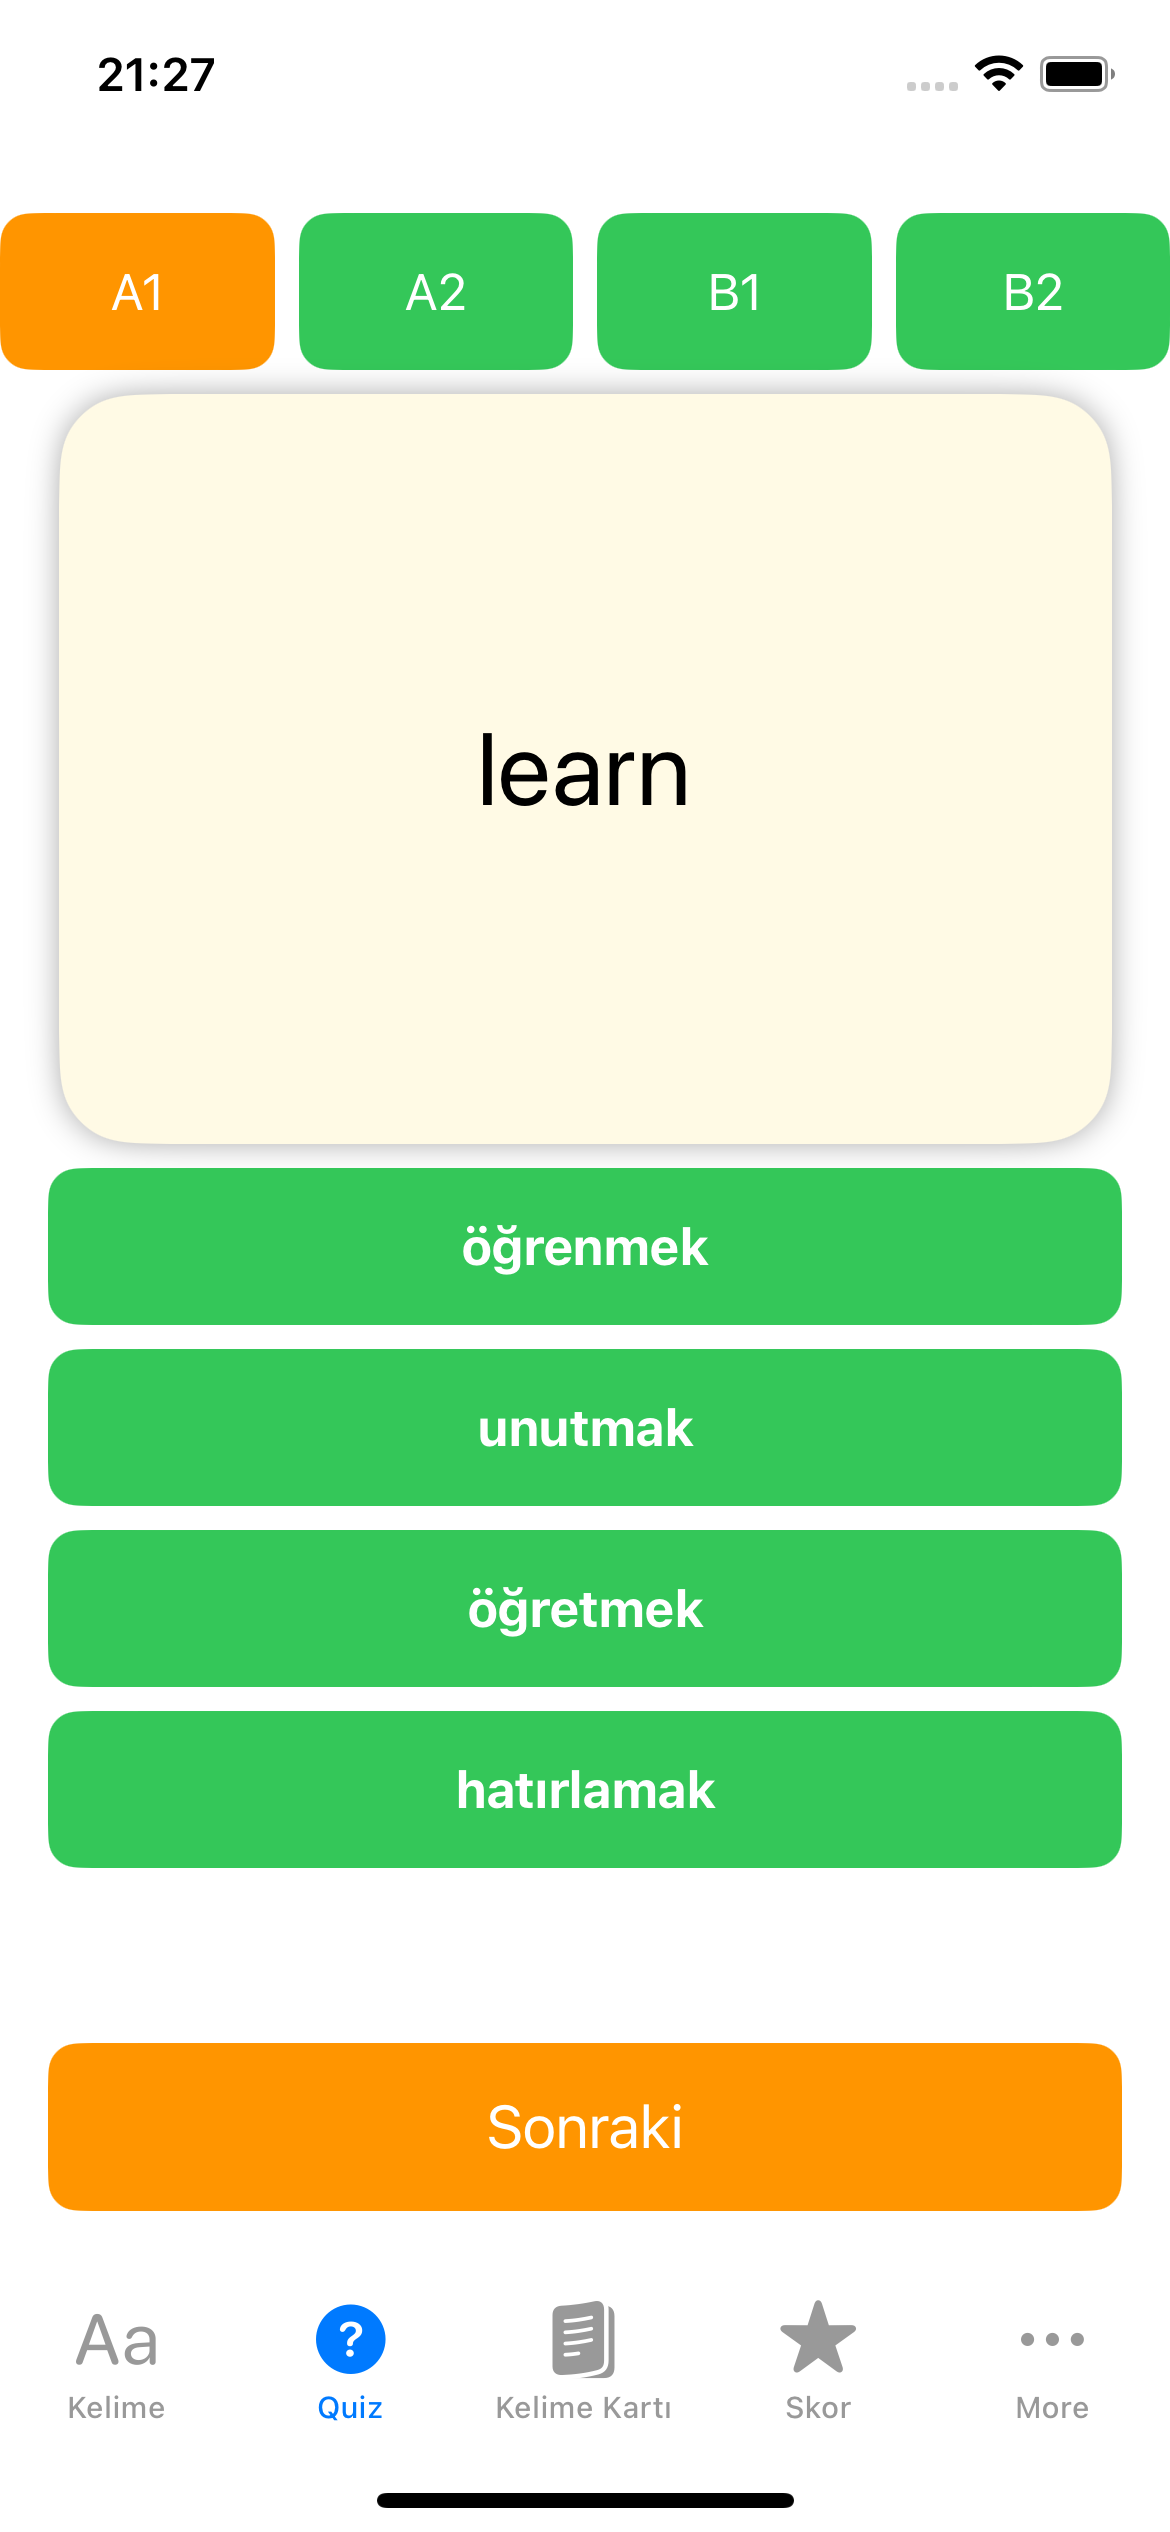 21:27
A1 A2 B1 B2
learn
öğrenmek
unutmak
öğretmek
hatırlamak
Sonraki
Aa ?
Kelime Quiz Kelime Kartı Skor More